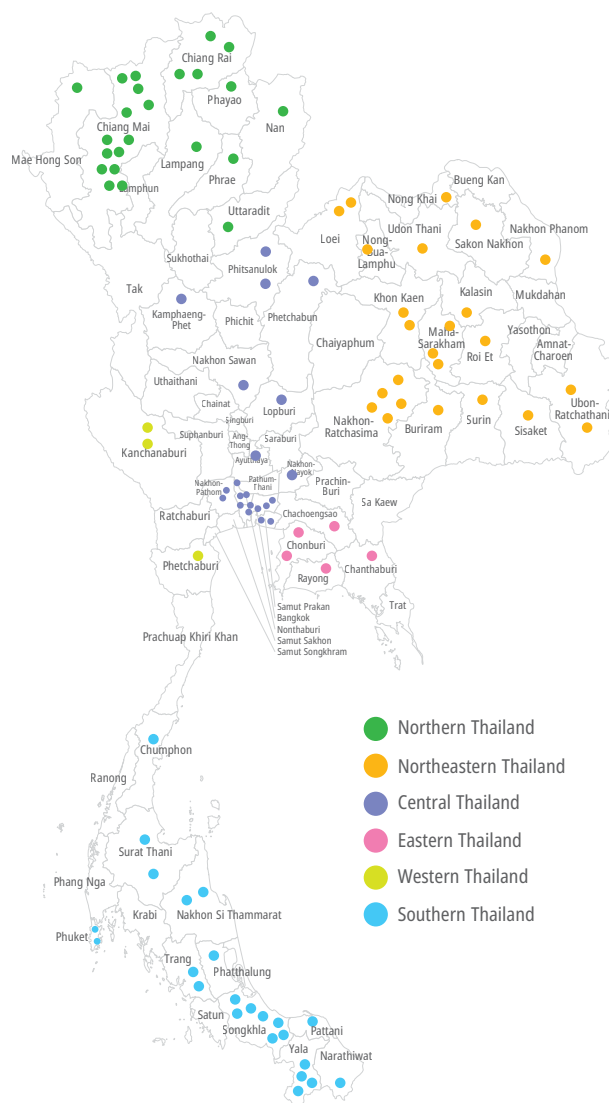 Chiang Rai
Phayao
Nan
Chiang Mai
Mae Hong Son
Lampang
Lamphun
Phrae
Uttaradit
Bueng Kan
Nong Khai
Loei
Udon Thani
Nong-
Bua-
Lamphu
Sakon Nakhon
Nakhon Phanom
Sukhothai
Phitsanulok
Tak
Kamphaeng-
Phet
Phichit
Phetchabun
Khon Kaen
Kalasin
Mukdahan
Maha-
Sarakham
Roi Et
Yasothon
Amnat-
Charoen
Chaiyaphum
Nakhon Sawan
Uthaithani
Chainat
Lopburi
Singburi
Ang-
Thong
Suphanburi
Saraburi
Ayutthaya
Nakhon-
Ratchasima
Buriram
Surin
Sisaket
Ubon-
Ratchathani
Kanchanaburi
Nakhon-
Nayok
Pathum-
Thani
Nakhon-
Pathom
Prachin-
Buri
Sa Kaew
Chachoengsao
Ratchaburi
Chonburi
Phetchaburi
Rayong
Chanthaburi
Trat
Samut Prakan
Bangkok
Nonthaburi
Samut Sakhon
Samut Songkhram
Prachuap Khiri Khan
Chumphon
Ranong
Surat Thani
Phang Nga
Krabi
Nakhon Si Thammarat
Phuket
Trang
Phatthalung
Satun
Songkhla
Pattani
Yala
Narathiwat
Northern Thailand
Northeastern Thailand
Central Thailand
Eastern Thailand
Western Thailand
Southern Thailand